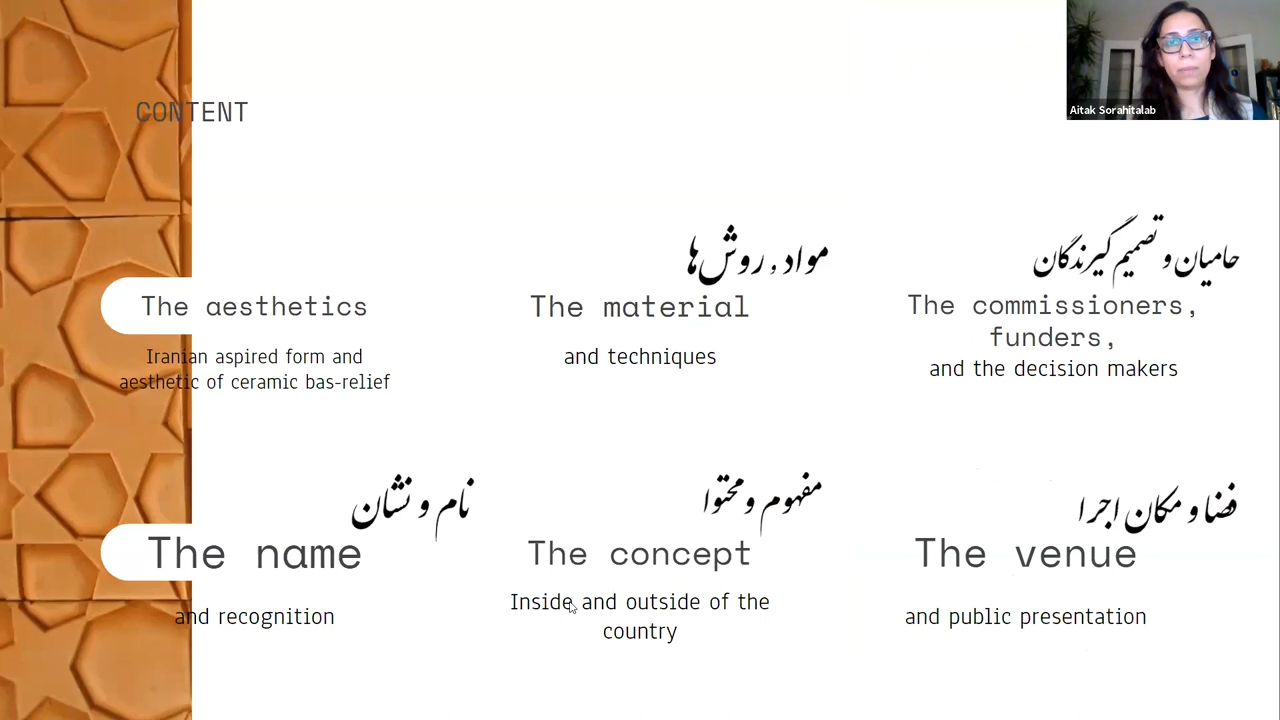 Aitak Sorahitalab
CONTENT
The aesthetics
Iranian aspired form and
aesthetic of ceramic bas-relief
مواد، روش‌ها
The material
and techniques
حامیان و تصمیم گیرندگان
The commissioners,
funders,
and the decision makers
نام و نشان
The name
and recognition
مفهوم و محتوا
The concept
Inside and outside of the
country
فضا و مکان اجرا
The venue
and public presentation